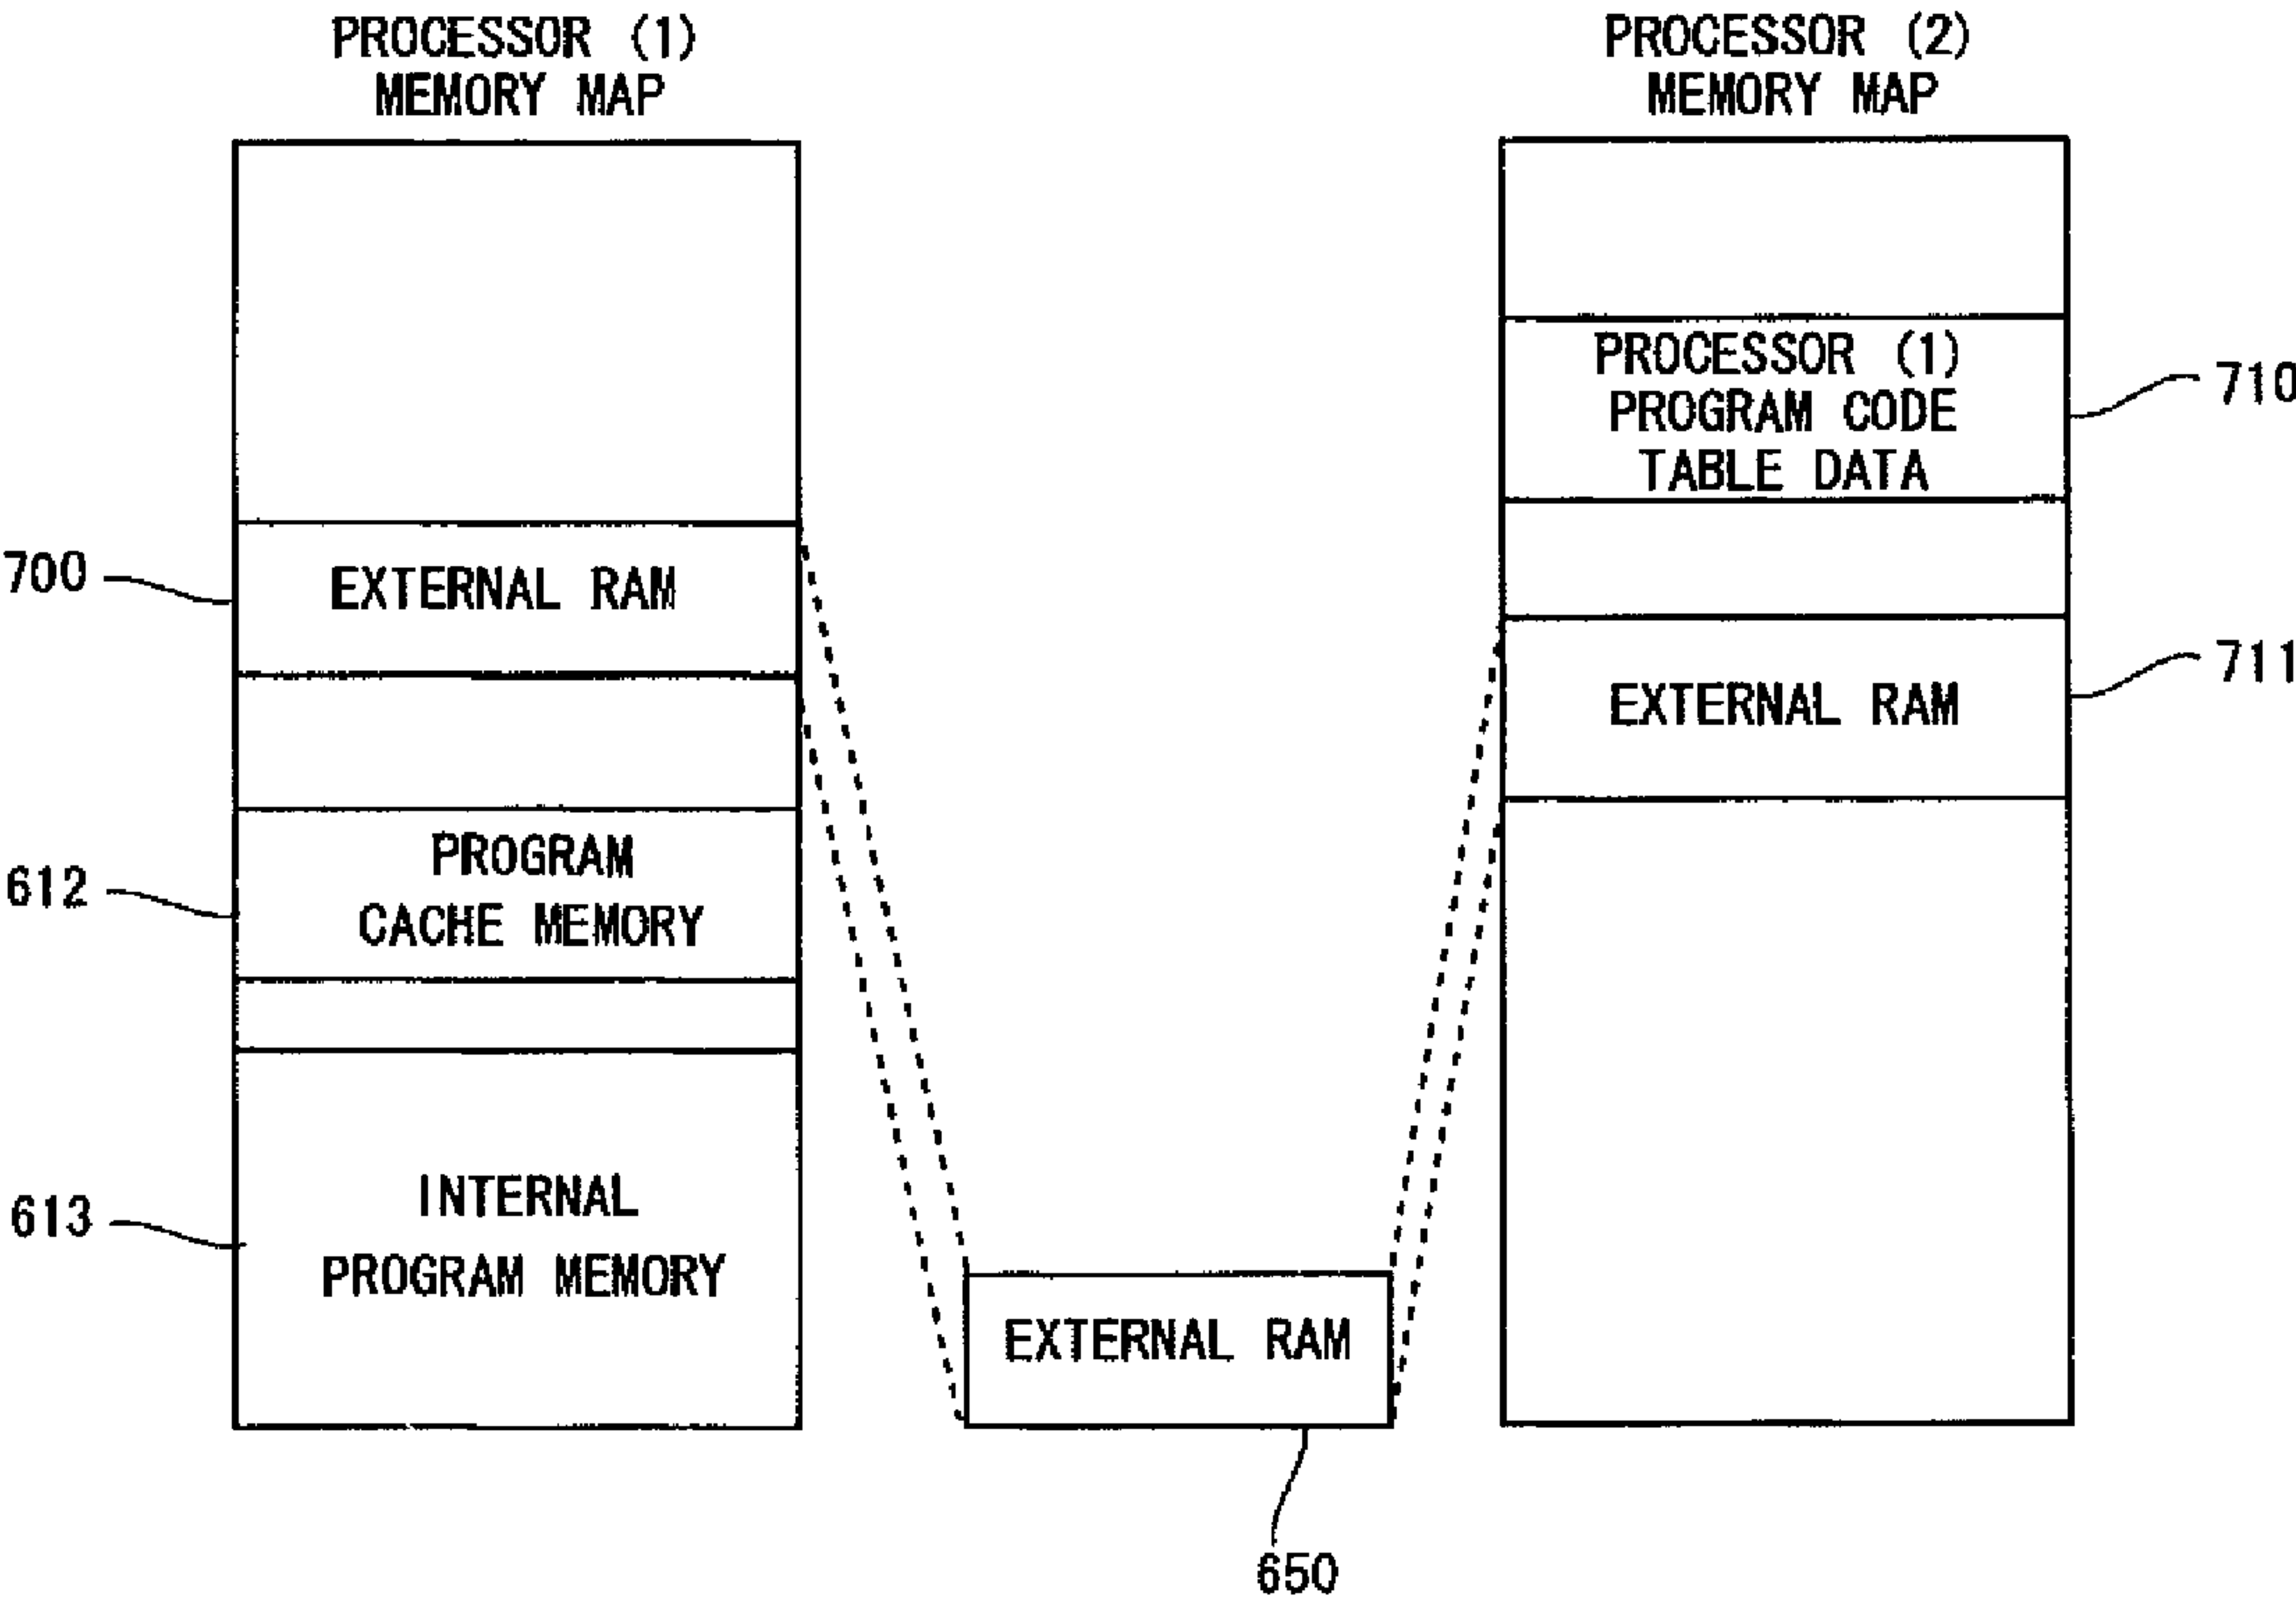 PROCESSOR (1)
MEMORY MAP
700
EXTERNAL RAM
612
PROGRAM
CACHE MEMORY
613
INTERNAL
PROGRAM MEMORY
EXTERNAL RAM
650
PROCESSOR (2)
MEMORY MAP
PROCESSOR (1)
PROGRAM CODE
TABLE DATA
710
EXTERNAL RAM
711